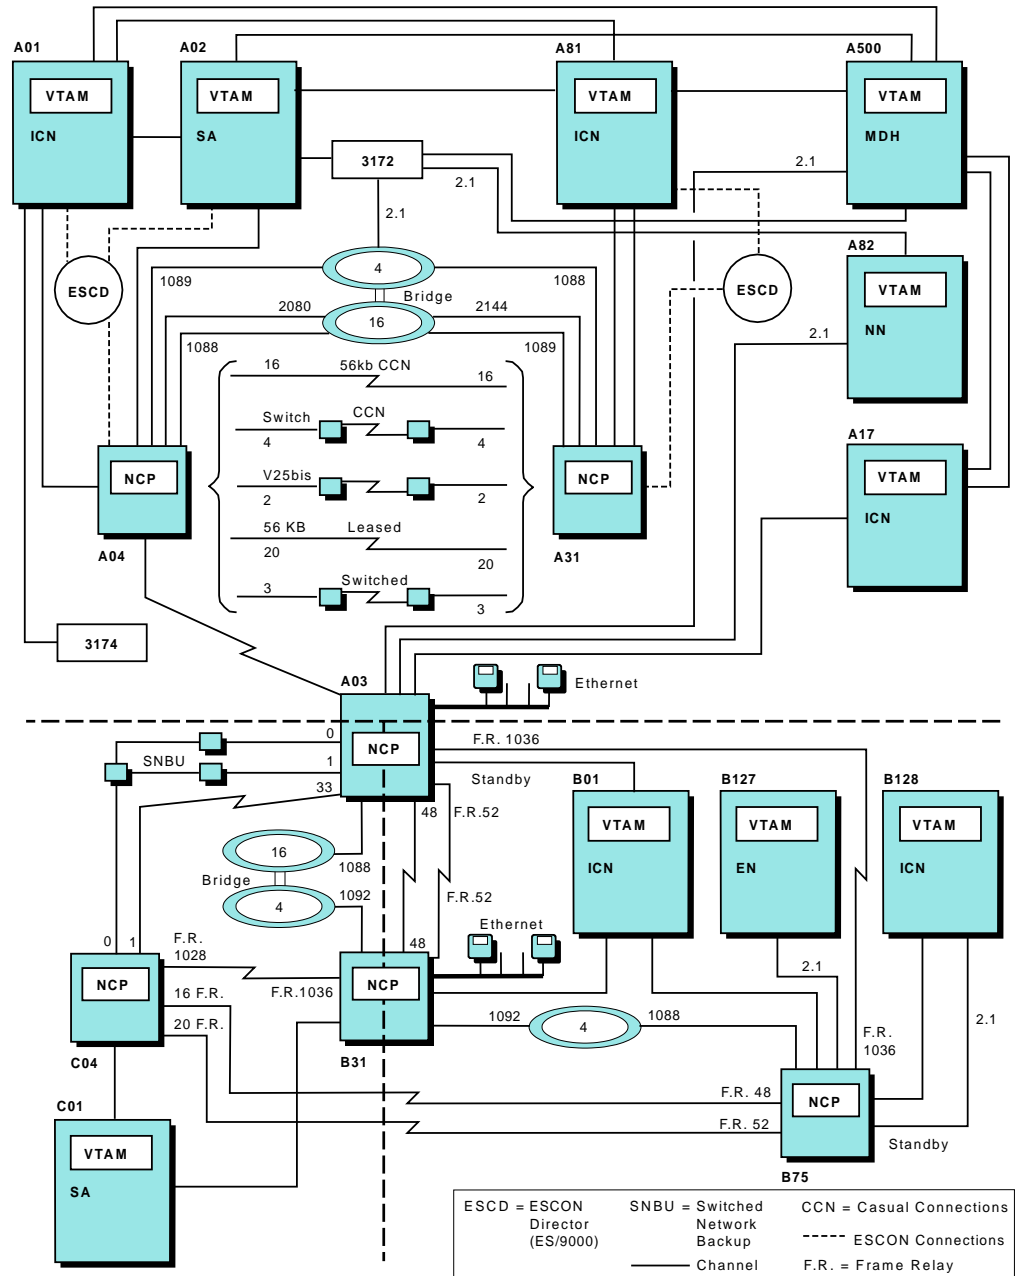 A01
A02
A81
A500
VTAM
VTAM
VTAM
VTAM
ICN
SA
ICN
MDH
3172
2.1
2.1
2.1
A82
4
1089
1088
ESCD
Bridge
ESCD
VTAM
2080
16
2144
NN
2.1
1088
1089
16
56kb CCN
16
Switch
CCN
4
4
A17
NCP
V25bis
NCP
VTAM
2
2
ICN
56 KB
Leased
A04
20
20
A31
Switched
3
3
3174
A03
Ethernet
0
F.R. 1036
SNBU
NCP
1
Standby
B01
B127
B128
33
48
F.R.52
VTAM
VTAM
VTAM
16
1088
ICN
EN
ICN
Bridge
1092
F.R.52
4
Ethernet
0
1
F.R.
1028
48
NCP
F.R.1036
NCP
2.1
16 F.R.
1092
4
1088
2.1
20 F.R.
F.R.
1036
C04
B31
C01
F.R. 48
NCP
F.R. 52
Standby
VTAM
B75
SA
ESCD = ESCON
Director
(ES/9000)
SNBU = Switched
Network
Backup
Channel
CCN = Casual Connections
ESCON Connections
F.R. = Frame Relay